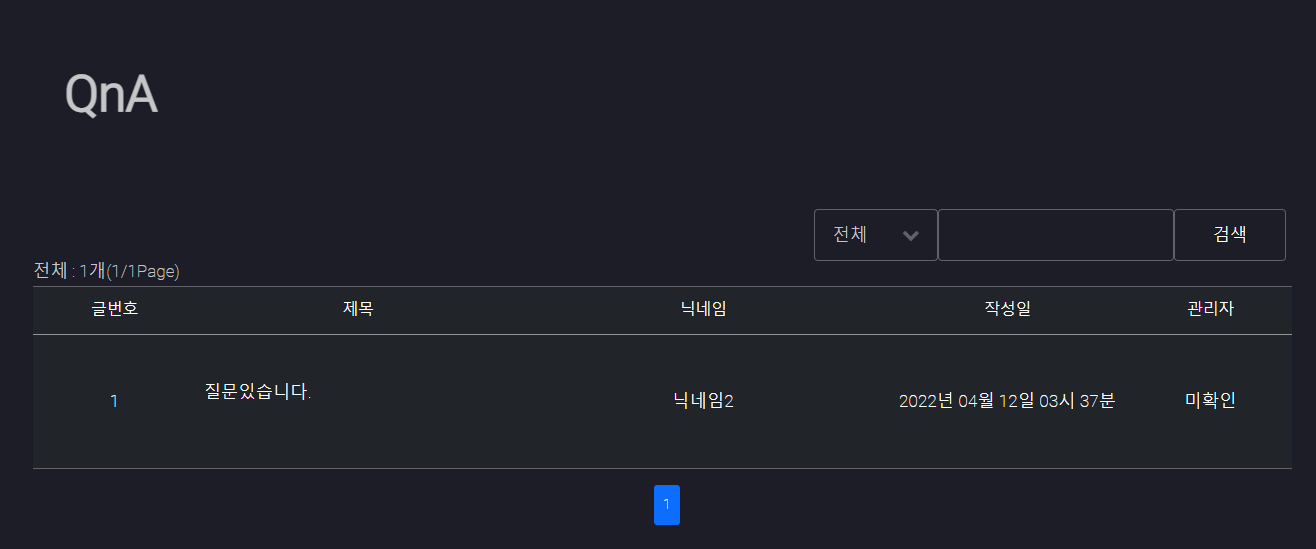 QnA
전체 검색
전체 : 1개(1/1Page)
글번호 제목 닉네임 작성일 관리자
1 질문있습니다. 닉네임2 2022년 04월 12일 03시 37분 미확인
1